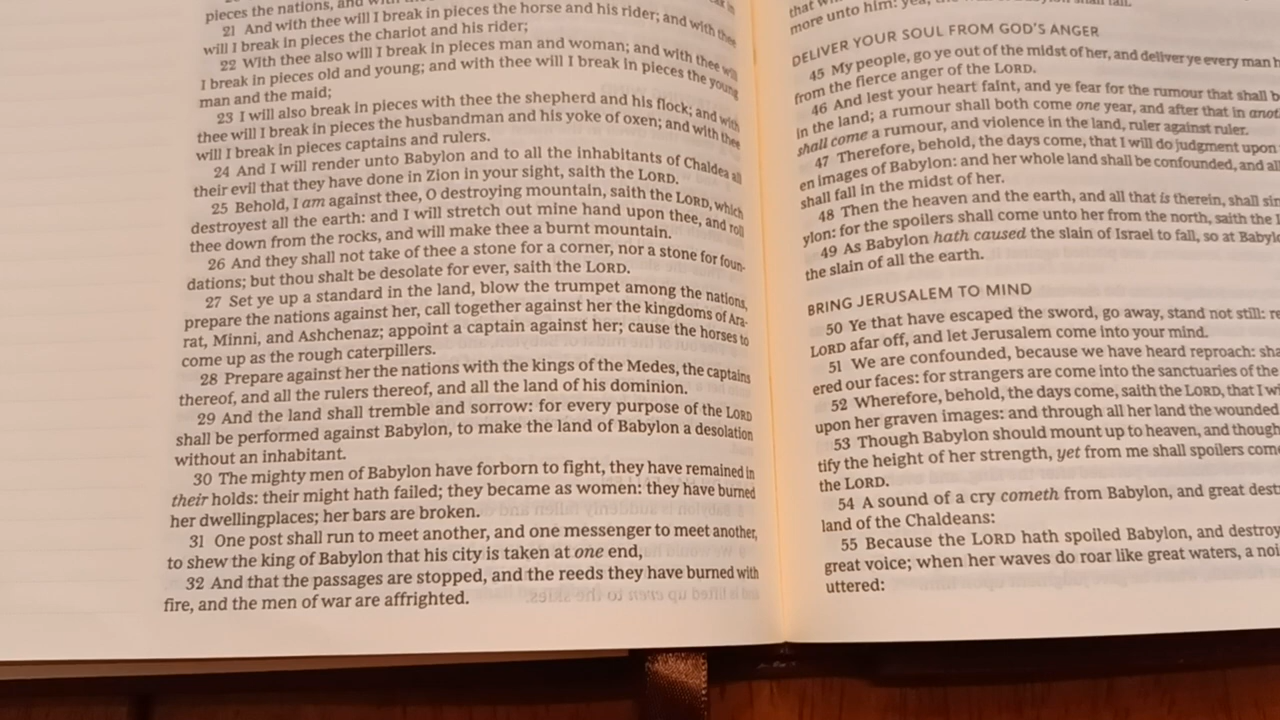 pieces the nations, and with
21 And with thee will I break in pieces the horse and his rider; and with thee
will I break in pieces the chariot and his rider;
22 With thee also will I break in pieces man and woman; and with thee will
I break in pieces old and young; and with thee will I break in pieces the young
man and the maid;
23 I will also break in pieces with thee the shepherd and his flock; and with
thee will I break in pieces the husbandman and his yoke of oxen; and with thee
will I break in pieces captains and rulers.
24 And I will render unto Babylon and to all the inhabitants of Chaldea all
their evil that they have done in Zion in your sight, saith the LORD.
25 Behold, I am against thee, O destroying mountain, saith the LORD, which
destroyest all the earth: and I will stretch out mine hand upon thee, and roll
thee down from the rocks, and will make thee a burnt mountain.
26 And they shall not take of thee a stone for a corner, nor a stone for foun-
dations; but thou shalt be desolate for ever, saith the LORD.
27 Set ye up a standard in the land, blow the trumpet among the nations,
prepare the nations against her, call together against her the kingdoms of Ara-
rat, Minni, and Ashchenaz; appoint a captain against her; cause the horses to
come up as the rough caterpillers.
28 Prepare against her the nations with the kings of the Medes, the captains
thereof, and all the rulers thereof, and all the land of his dominion.
29 And the land shall tremble and sorrow: for every purpose of the LORD
shall be performed against Babylon, to make the land of Babylon a desolation
without an inhabitant.
30 The mighty men of Babylon have forborn to fight, they have remained in
their holds: their might hath failed; they became as women: they have burned
her dwellingplaces; her bars are broken.
31 One post shall run to meet another, and one messenger to meet another,
to shew the king of Babylon that his city is taken at one end,
32 And that the passages are stopped, and the reeds they have burned with
fire, and the men of war are affrighted.
that
more unto him: yea, the
DELIVER YOUR SOUL FROM GOD'S ANGER
45 My people, go ye out of the midst of her, and deliver ye every man h
from the fierce anger of the LORD.
46 And lest your heart faint, and ye fear for the rumour that shall b
in the land; a rumour shall both come one year, and after that in anot
shall come a rumour, and violence in the land, ruler against ruler.
47 Therefore, behold, the days come, that I will do judgment upon
en images of Babylon: and her whole land shall be confounded, and al
shall fall in the midst of her.
48 Then the heaven and the earth, and all that is therein, shall sin
ylon: for the spoilers shall come unto her from the north, saith the
49 As Babylon hath caused the slain of Israel to fall, so at Babylo
the slain of all the earth.
BRING JERUSALEM TO MIND
50 Ye that have escaped the sword, go away, stand not still: re
LORD afar off, and let Jerusalem come into your mind.
51 We are confounded, because we have heard reproach: sha
ered our faces: for strangers are come into the sanctuaries of the
52 Wherefore, behold, the days come, saith the LORD, that I wi
upon her graven images: and through all her land the wounded
53 Though Babylon should mount up to heaven, and though
tify the height of her strength, yet from me shall spoilers com
the LORD.
54 A sound of a cry cometh from Babylon, and great dest
land of the Chaldeans:
55 Because the LORD hath spoiled Babylon, and destroy
great voice; when her waves do roar like great waters, a noi
uttered: